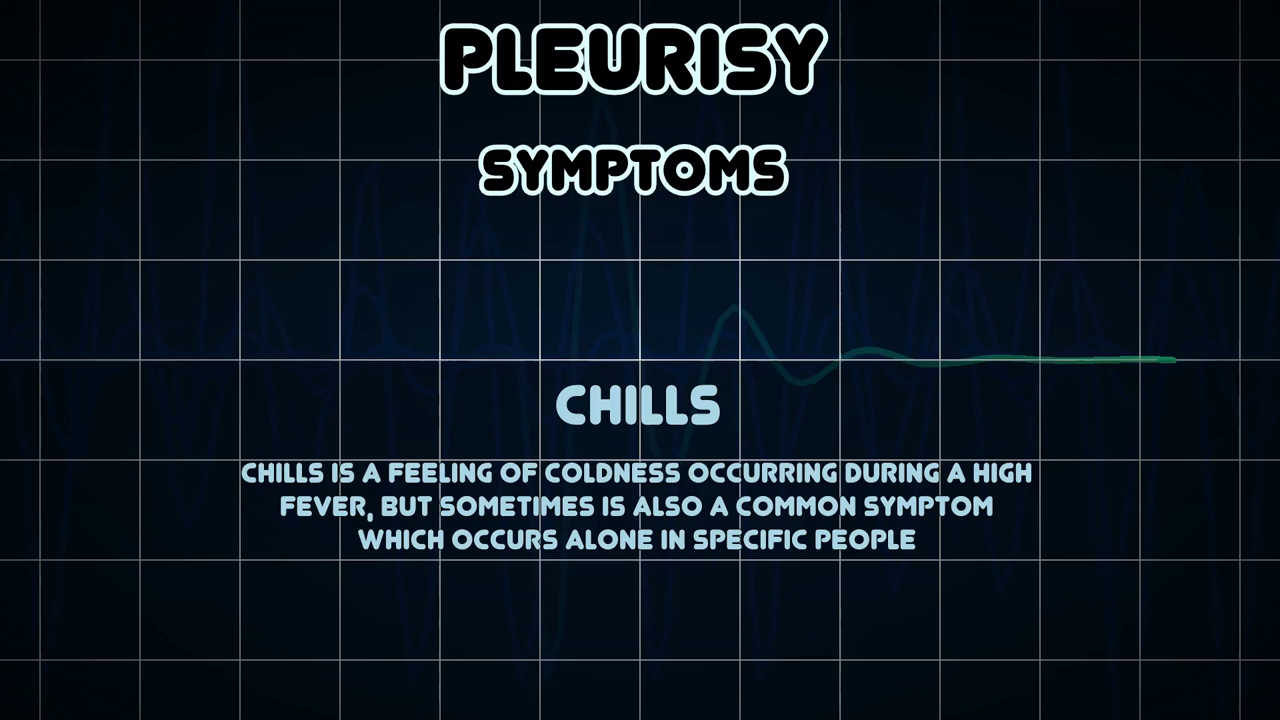 PLEURISY
SYMPTOMS
CHILLS
CHILLS IS A FEELING OF COLDNESS OCCURRING DURING A HIGH
FEVER, BUT SOMETIMES IS ALSO A COMMON SYMPTOM
WHICH OCCURS ALONE IN SPECIFIC PEOPLE